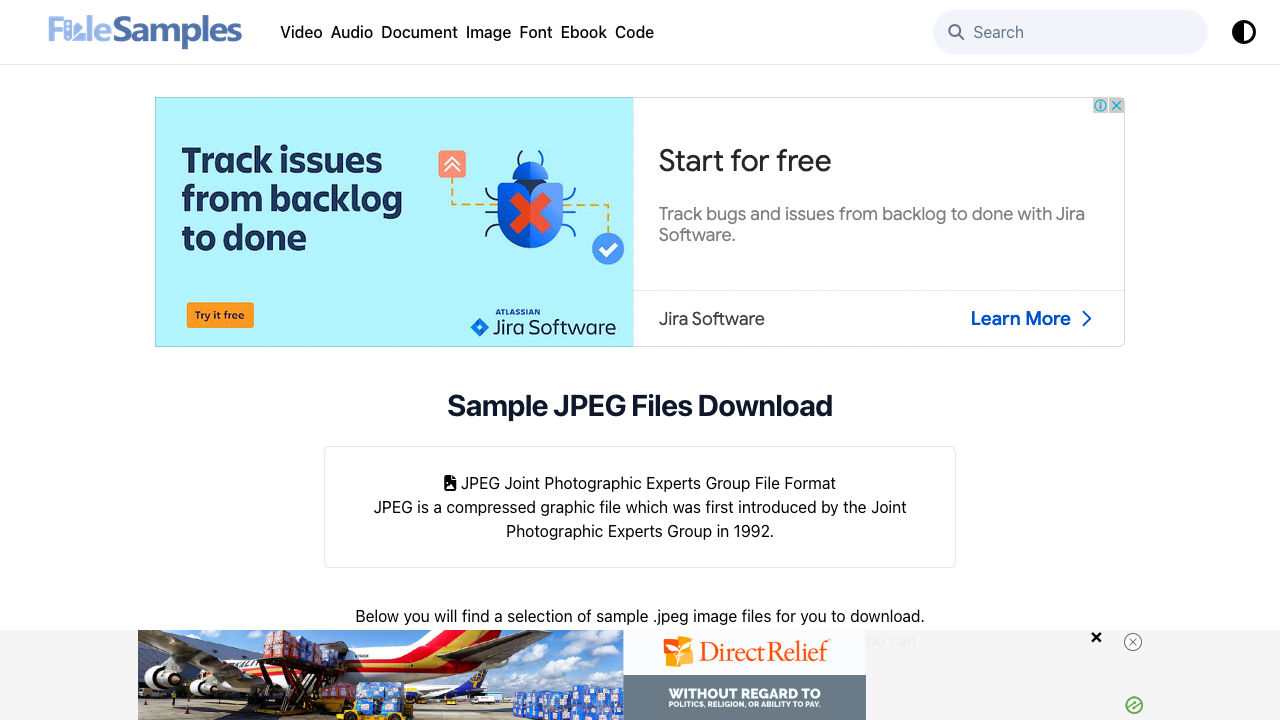 FileSamples
Video Audio Document Image Font Ebook Code
Search
Track issues
from backlog
to done
Try it free
ATLASSIAN
Jira Software
Start for free
Track bugs and issues from backlog to done with Jira
Software.
Jira Software
Learn More
Sample JPEG Files Download
JPEG Joint Photographic Experts Group File Format
JPEG is a compressed graphic file which was first introduced by the Joint
Photographic Experts Group in 1992.
Below you will find a selection of sample .jpeg image files for you to download.
ou can
DirectRelief
WITHOUT REGARD TO
POLITICS, RELIGION, OR ABILITY TO PAY.